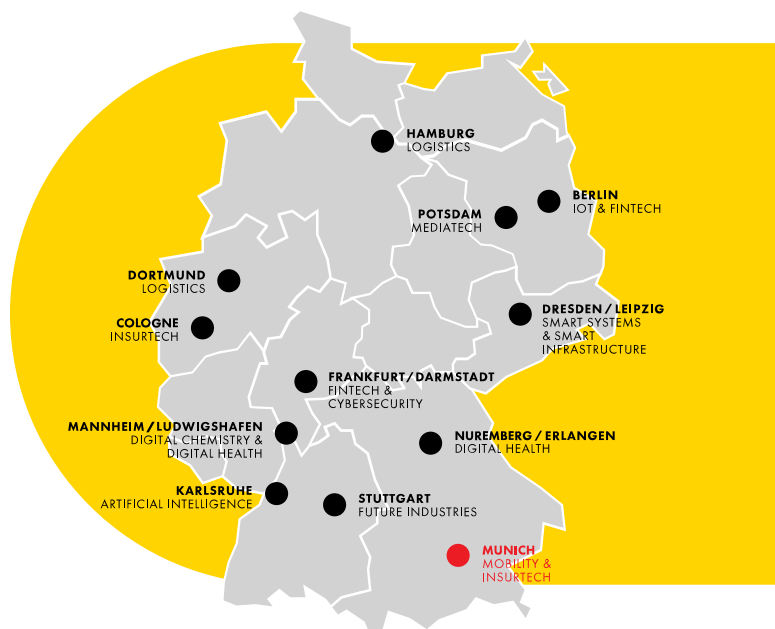 HAMBURG
LOGISTICS
BERLIN
IOT & FINTECH
POTSDAM
MEDIATECH
DORTMUND
LOGISTICS
COLOGNE
INSURTECH
DRESDEN / LEIPZIG
SMART SYSTEMS
& SMART
INFRASTRUCTURE
FRANKFURT/DARMSTADT
FINTECH &
CYBERSECURITY
MANNHEIM/LUDWIGSHAFEN
DIGITAL CHEMISTRY &
DIGITAL HEALTH
NUREMBERG / ERLANGEN
DIGITAL HEALTH
KARLSRUHE
ARTIFICIAL INTELLIGENCE
STUTTGART
FUTURE INDUSTRIES
MUNICH
MOBILITY &
INSURTECH